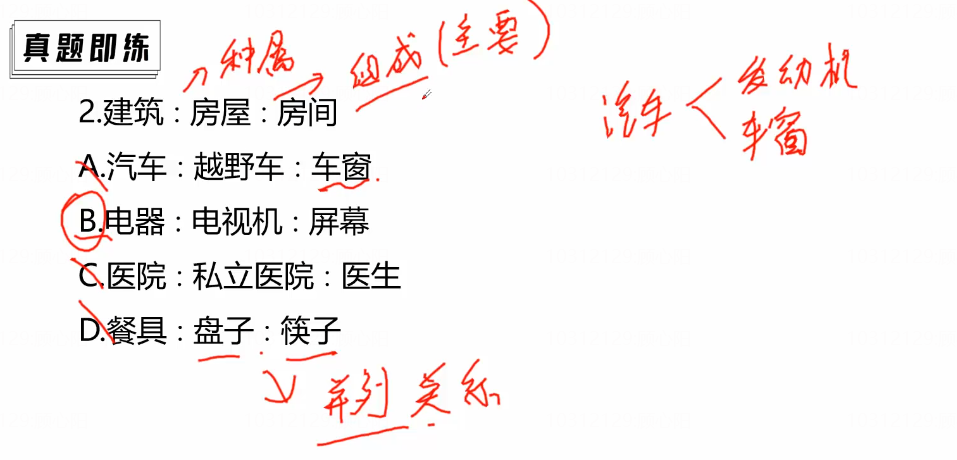 真题即练
种属 组成(主要)
汽车 发动机
车窗
2.建筑：房屋：房间
A.汽车：越野车：车窗
B.电器：电视机：屏幕
C.医院：私立医院：医生
D.餐具：盘子：筷子
并列关系